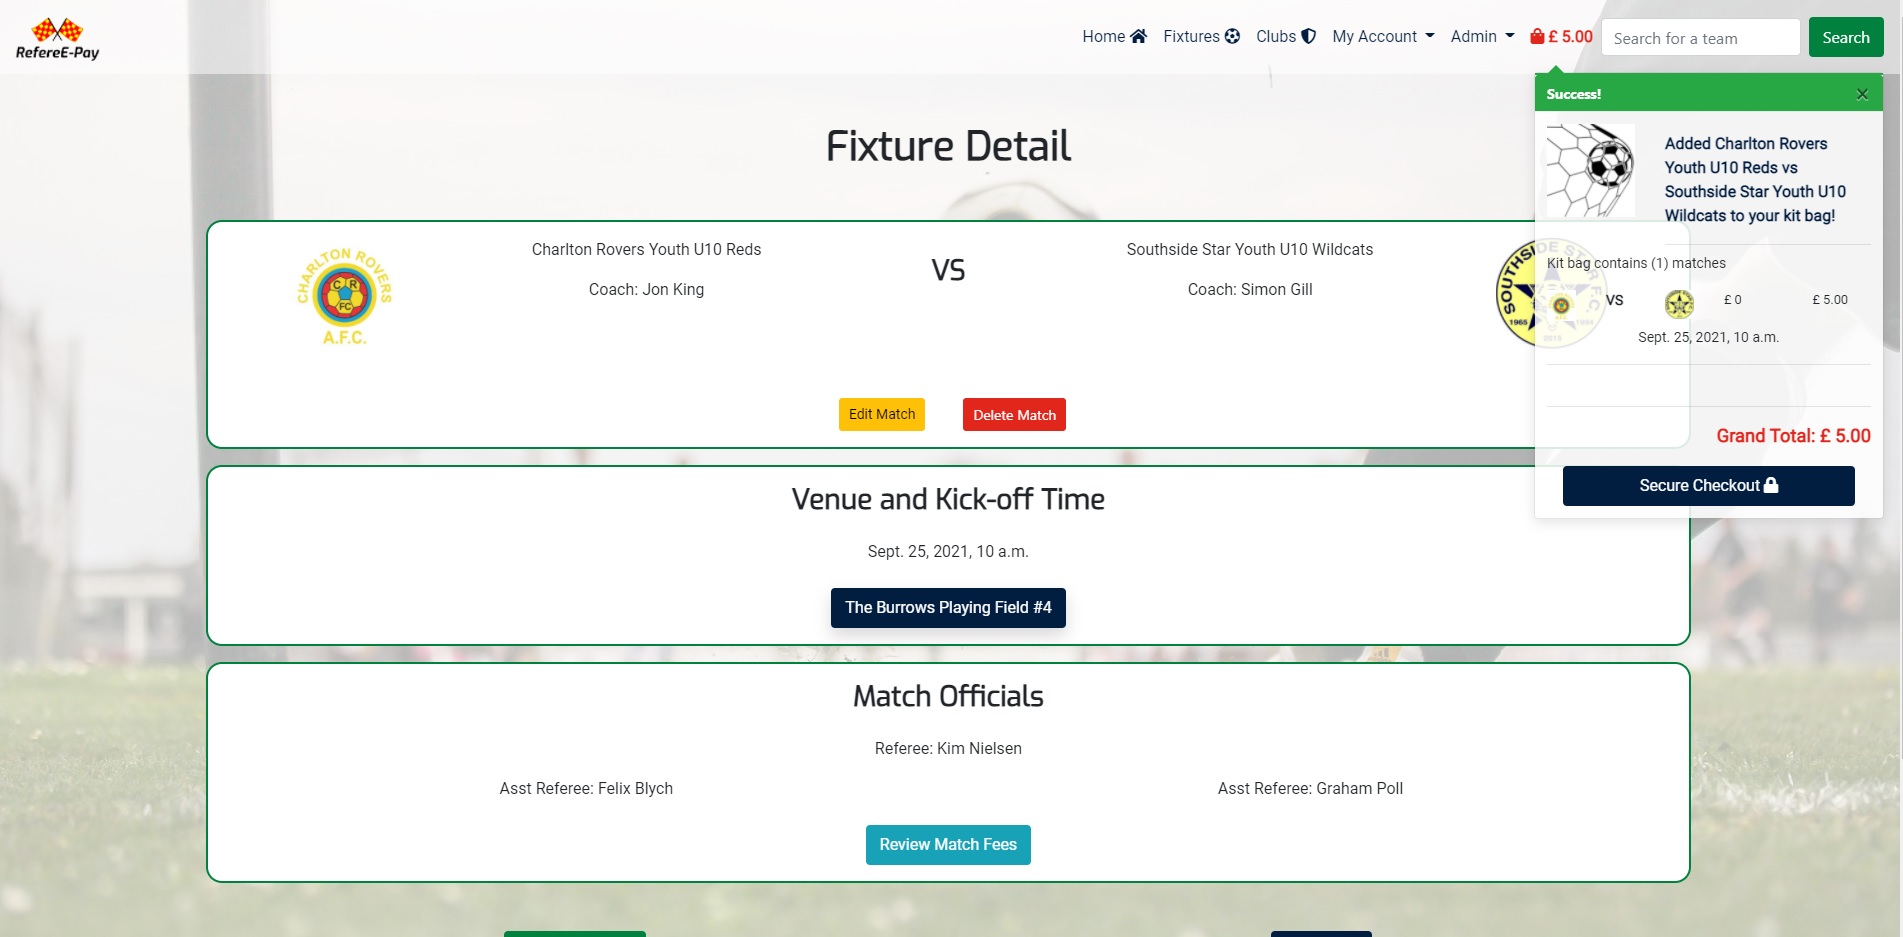 RefereE-Pay
Home
Fixtures
Clubs
My Account
Admin
£ 5.00
Search for a team
Search
Success!
×
Added Charlton Rovers
Youth U10 Reds vs
Southside Star Youth U10
Wildcats to your kit bag!
Kit bag contains (1) matches
VS
£ 0
£ 5.00
Sept. 25, 2021, 10 a.m.
Grand Total: £ 5.00
Secure Checkout
Fixture Detail
CHARLTON ROVERS
C R
FC
A.F.C.
Charlton Rovers Youth U10 Reds
Coach: Jon King
VS
Southside Star Youth U10 Wildcats
Coach: Simon Gill
SOUTHSIDE STAR F.C
1965
1994
2015
Edit Match
Delete Match
Venue and Kick-off Time
Sept. 25, 2021, 10 a.m.
The Burrows Playing Field #4
Match Officials
Referee: Kim Nielsen
Asst Referee: Felix Blych
Asst Referee: Graham Poll
Review Match Fees